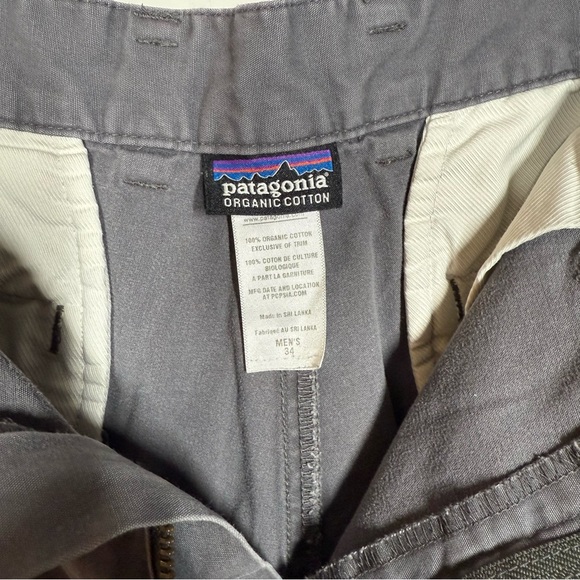 patagonia®
ORGANIC COTTON
www.patagonia.com
100% ORGANIC COTTON
EXCLUSIVE OF TRIM
100% COTON DE CULTURE
BIOLOGIQUE
A PART LA GARNITURE
MFG DATE AND LOCATION
AT PCPSIA.COM
Made in SRI LANKA
Fabriqué AU SRI LANKA
MEN'S
34